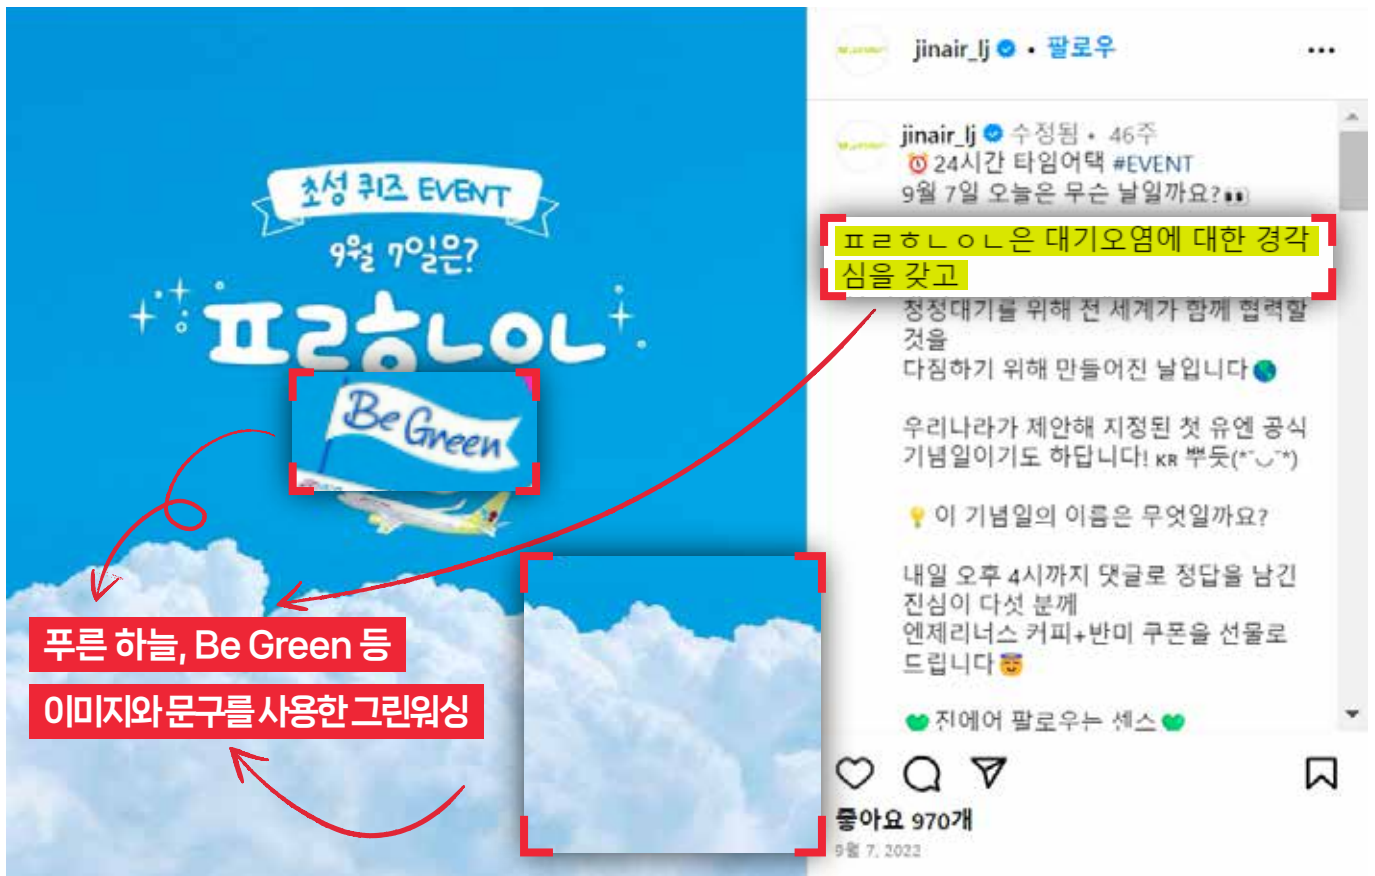 초성 퀴즈 EVENT
9월 7일은?
ㅍㄹㅎㄴㅇㄴ
Be Green
푸른 하늘, Be Green 등
이미지와 문구를 사용한 그린워싱
jinair_lj • 팔로우
jinair_lj 수정됨 • 46주
⏰24시간 타임어택 #EVENT
9월 7일 오늘은 무슨 날일까요?👀
ㅍㄹㅎㄴㅇㄴ은 대기오염에 대한 경각
심을 갖고
청정대기를 위해 전 세계가 함께 협력할
것을
다짐하기 위해 만들어진 날입니다🌏
우리나라가 제안해 지정된 첫 유엔 공식
기념일이기도 하답니다! KR 뿌듯(*˘◡˘*)
💡 이 기념일의 이름은 무엇일까요?
내일 오후 4시까지 댓글로 정답을 남긴
진심이 다섯 분께
엔제리너스 커피+반미 쿠폰을 선물로
드립니다😇
💚진에어 팔로우는 센스💚
좋아요 970개
9월 7, 2022